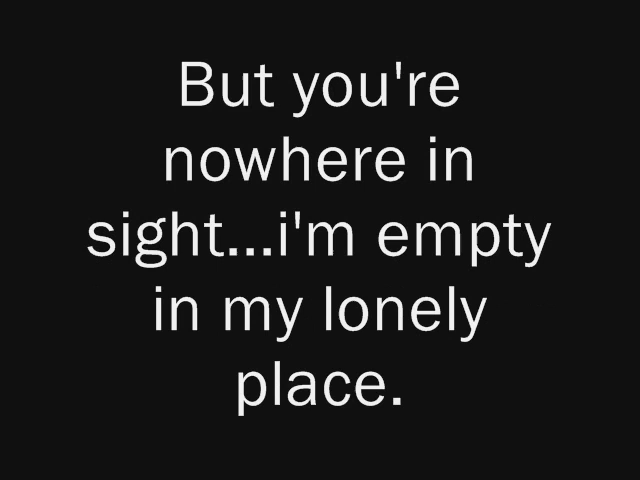 But you're
nowhere in
sight...i'm empty
in my lonely
place.